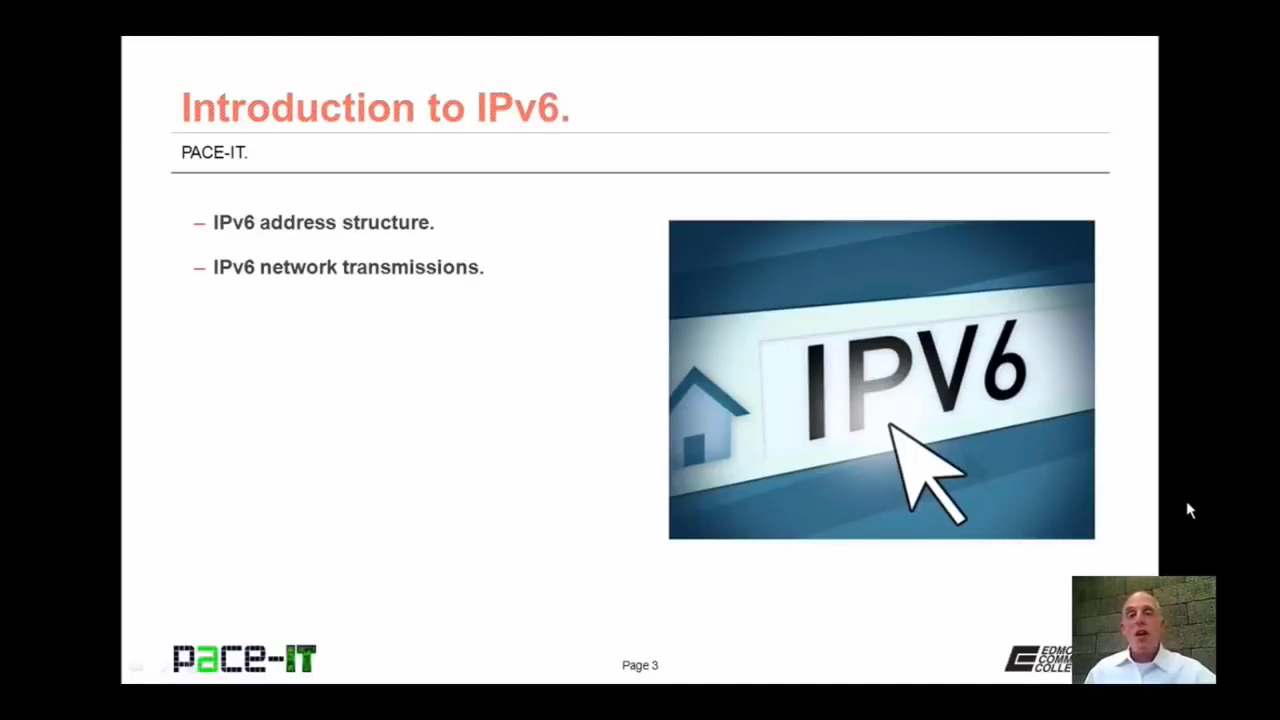 Introduction to IPv6.
PACE-IT.
– IPv6 address structure.
– IPv6 network transmissions.
IPV6
pace-IT
Page 3